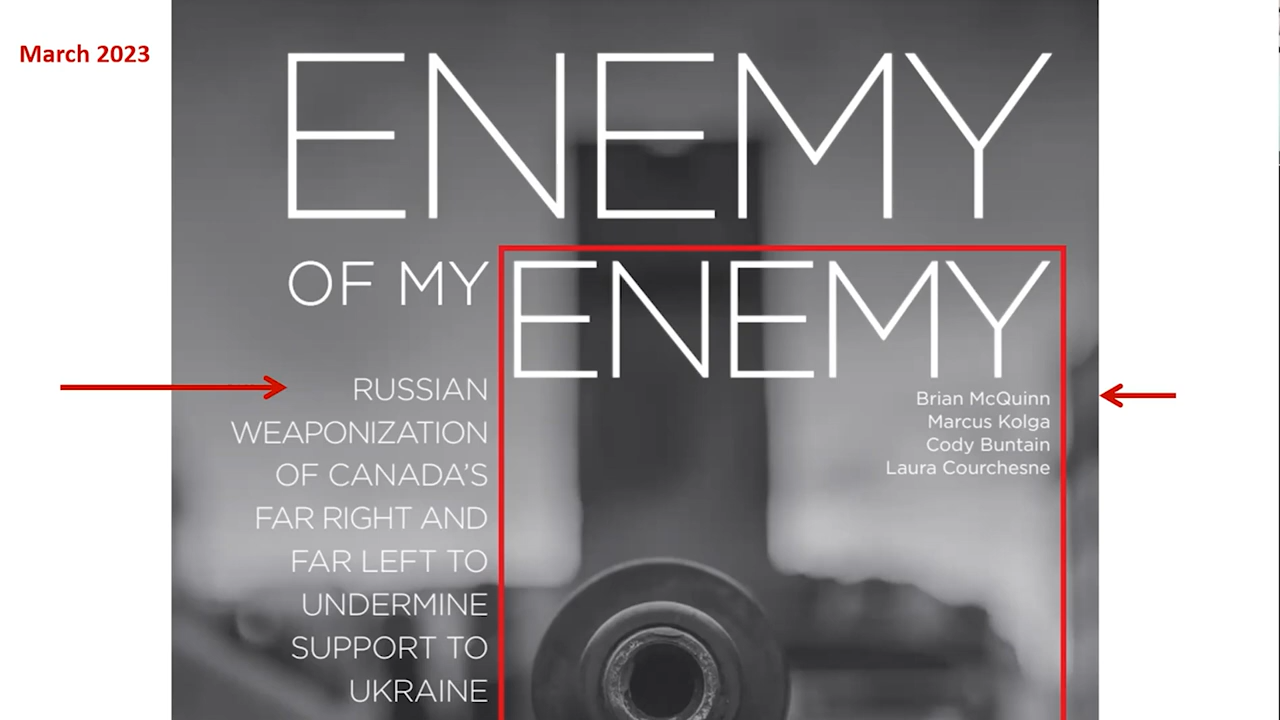 March 2023
ENEMY
OF MY ENEMY
RUSSIAN
WEAPONIZATION
OF CANADA'S
FAR RIGHT AND
FAR LEFT TO
UNDERMINE
SUPPORT TO
UKRAINE
Brian McQuinn
Marcus Kolga
Cody Buntain
Laura Courchesne